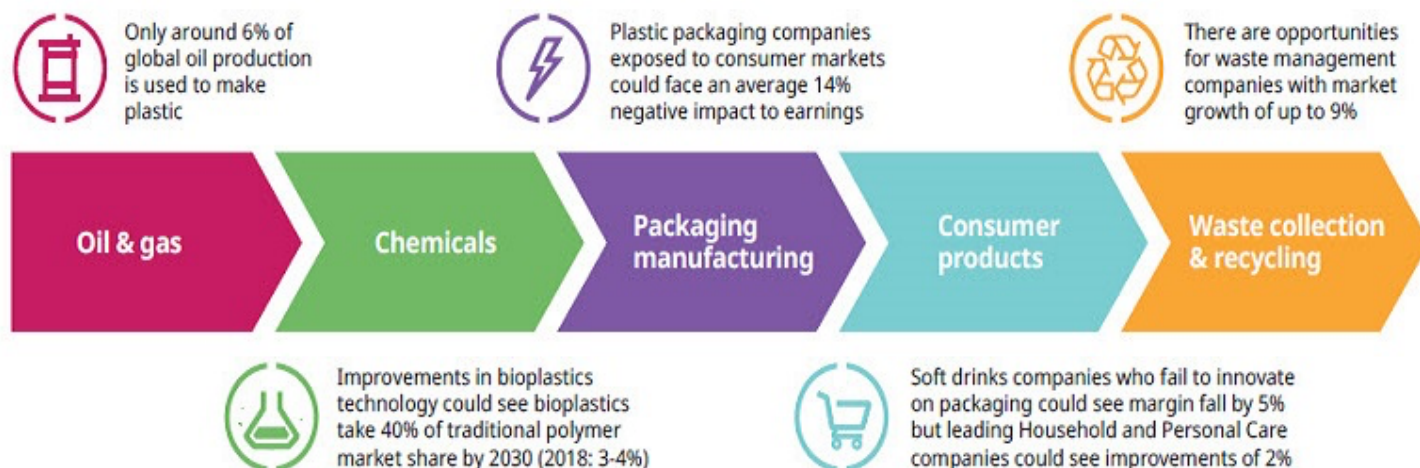 Only around 6% of
global oil production
is used to make
plastic
Plastic packaging companies
exposed to consumer markets
could face an average 14%
negative impact to earnings
There are opportunities
for waste management
companies with market
growth of up to 9%
Oil & gas
Chemicals
Packaging
manufacturing
Consumer
products
Waste collection
& recycling
Improvements in bioplastics
technology could see bioplastics
take 40% of traditional polymer
market share by 2030 (2018: 3-4%)
Soft drinks companies who fail to innovate
on packaging could see margin fall by 5%
but leading Household and Personal Care
companies could see improvements of 2%